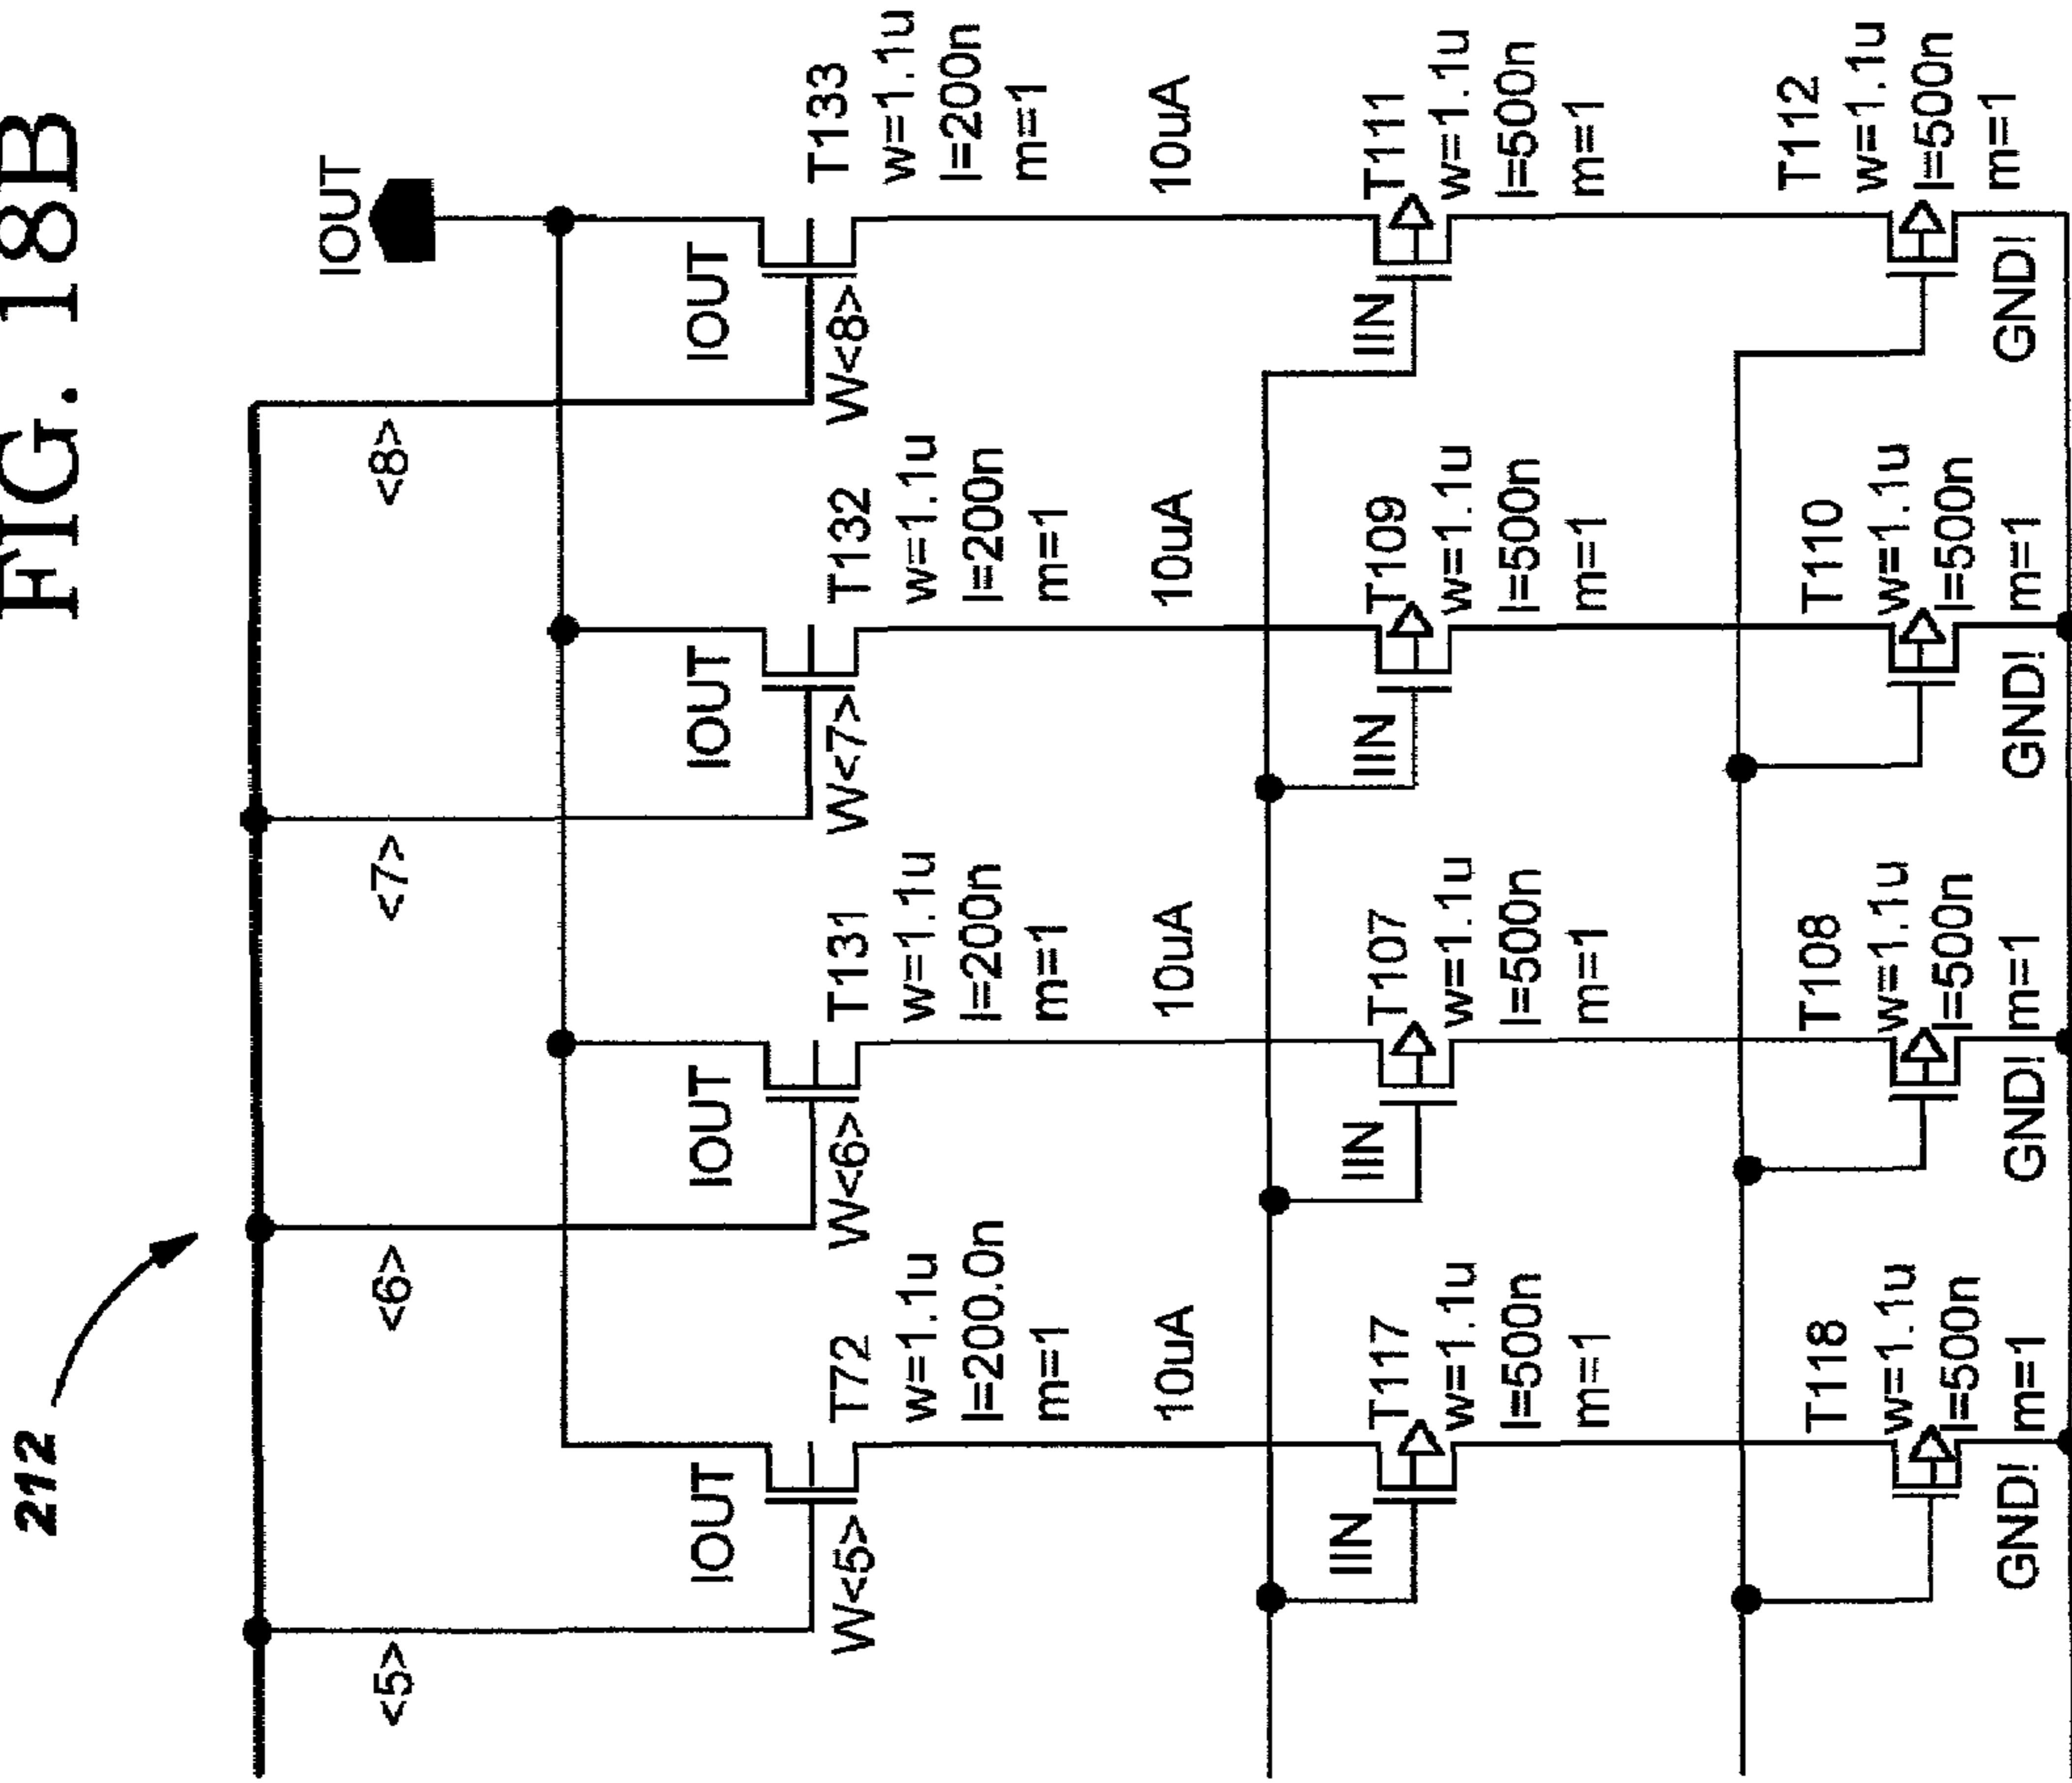 FIG. 18B
212
<5>
<6>
<7>
<8>
IOUT
IOUT
W<5>
T72
w=1.1u
l=200.0n
m=1
10uA
IOUT
W<6>
T131
w=1.1u
l=200n
m=1
10uA
IOUT
W<7>
T132
w=1.1u
l=200n
m=1
10uA
IOUT
W<8>
T133
w=1.1u
l=200n
m=1
10uA
IIN
T117
w=1.1u
l=500n
m=1
IIN
T107
w=1.1u
l=500n
m=1
IIN
T109
w=1.1u
l=500n
m=1
IIN
T111
w=1.1u
l=500n
m=1
T118
w=1.1u
l=500n
m=1
GND!
T108
w=1.1u
l=500n
m=1
GND!
T110
w=1.1u
l=500n
m=1
GND!
T112
w=1.1u
l=500n
m=1
GND!